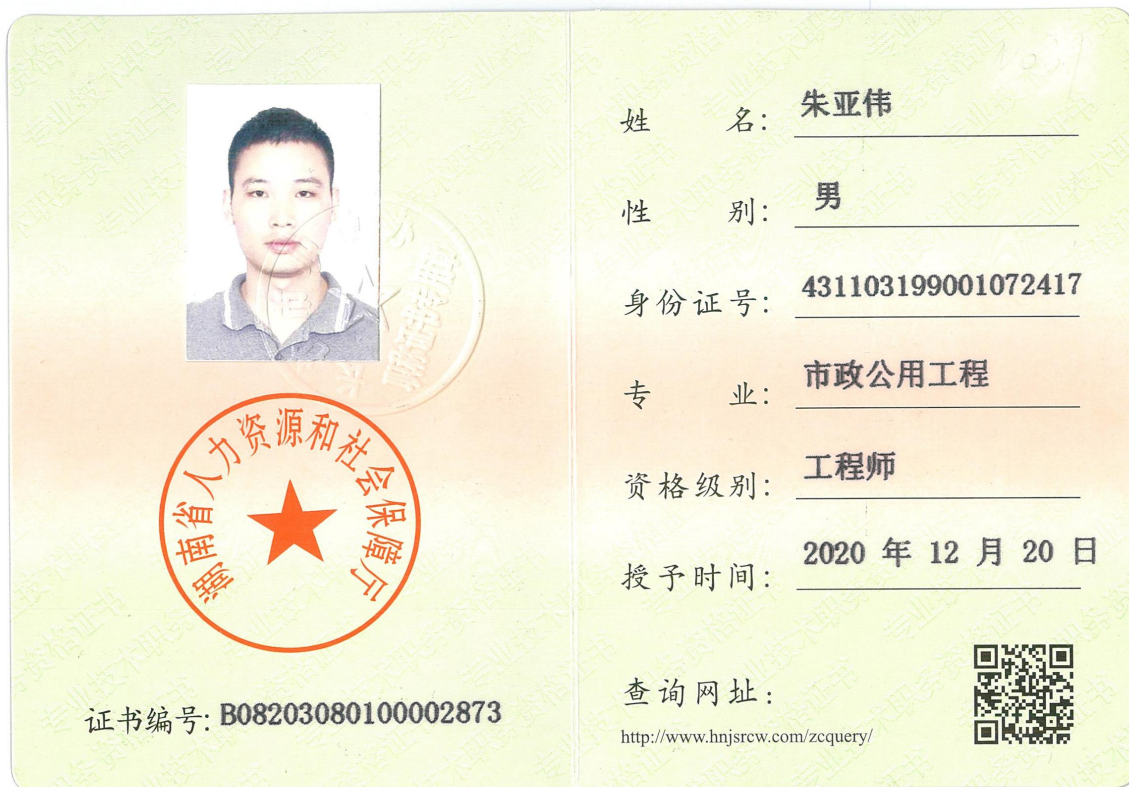 湖南省人力资源和社会保障厅
证书编号: B08203080100002873
姓 名: 朱亚伟
性 别: 男
身份证号: 431103199001072417
专 业: 市政公用工程
资格级别: 工程师
授予时间: 2020 年 12 月 20 日
查询网址:
http://www.hnjsrcw.com/zcquery/